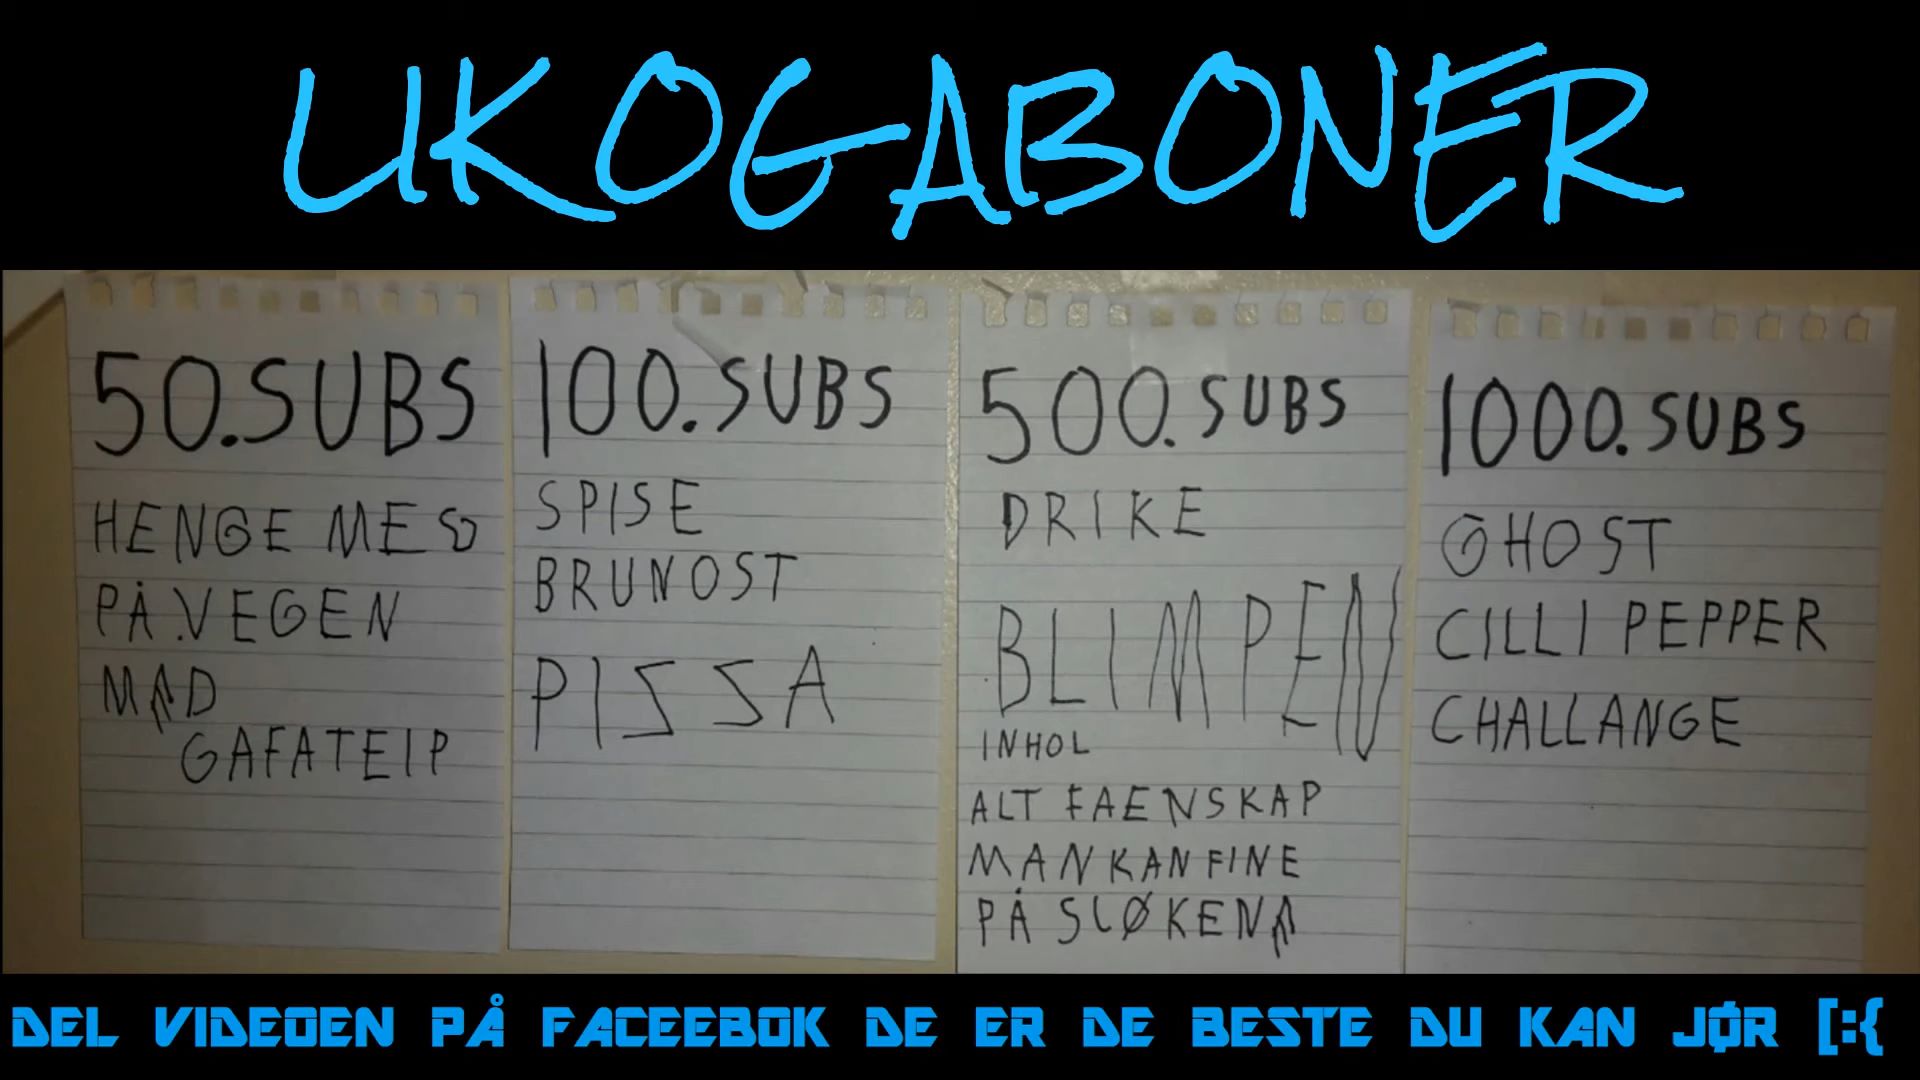 LIKOGABONER
50.SUBS
HENGE MED
PÅ.VEGEN
MAD
GAFATEIP
100.SUBS
SPISE
BRUNOST
PISSA
500.SUBS
DRIKE
BLIMPEN
INHOL
ALT FAENSKAP
MAN KAN FINE
PÅ SLØKENA
1000.SUBS
GHOST
CILLI PEPPER
CHALLANGE
DEL VIDEOEN PÅ FACEEBOK DE ER DE BESTE DU KAN JØR [:{